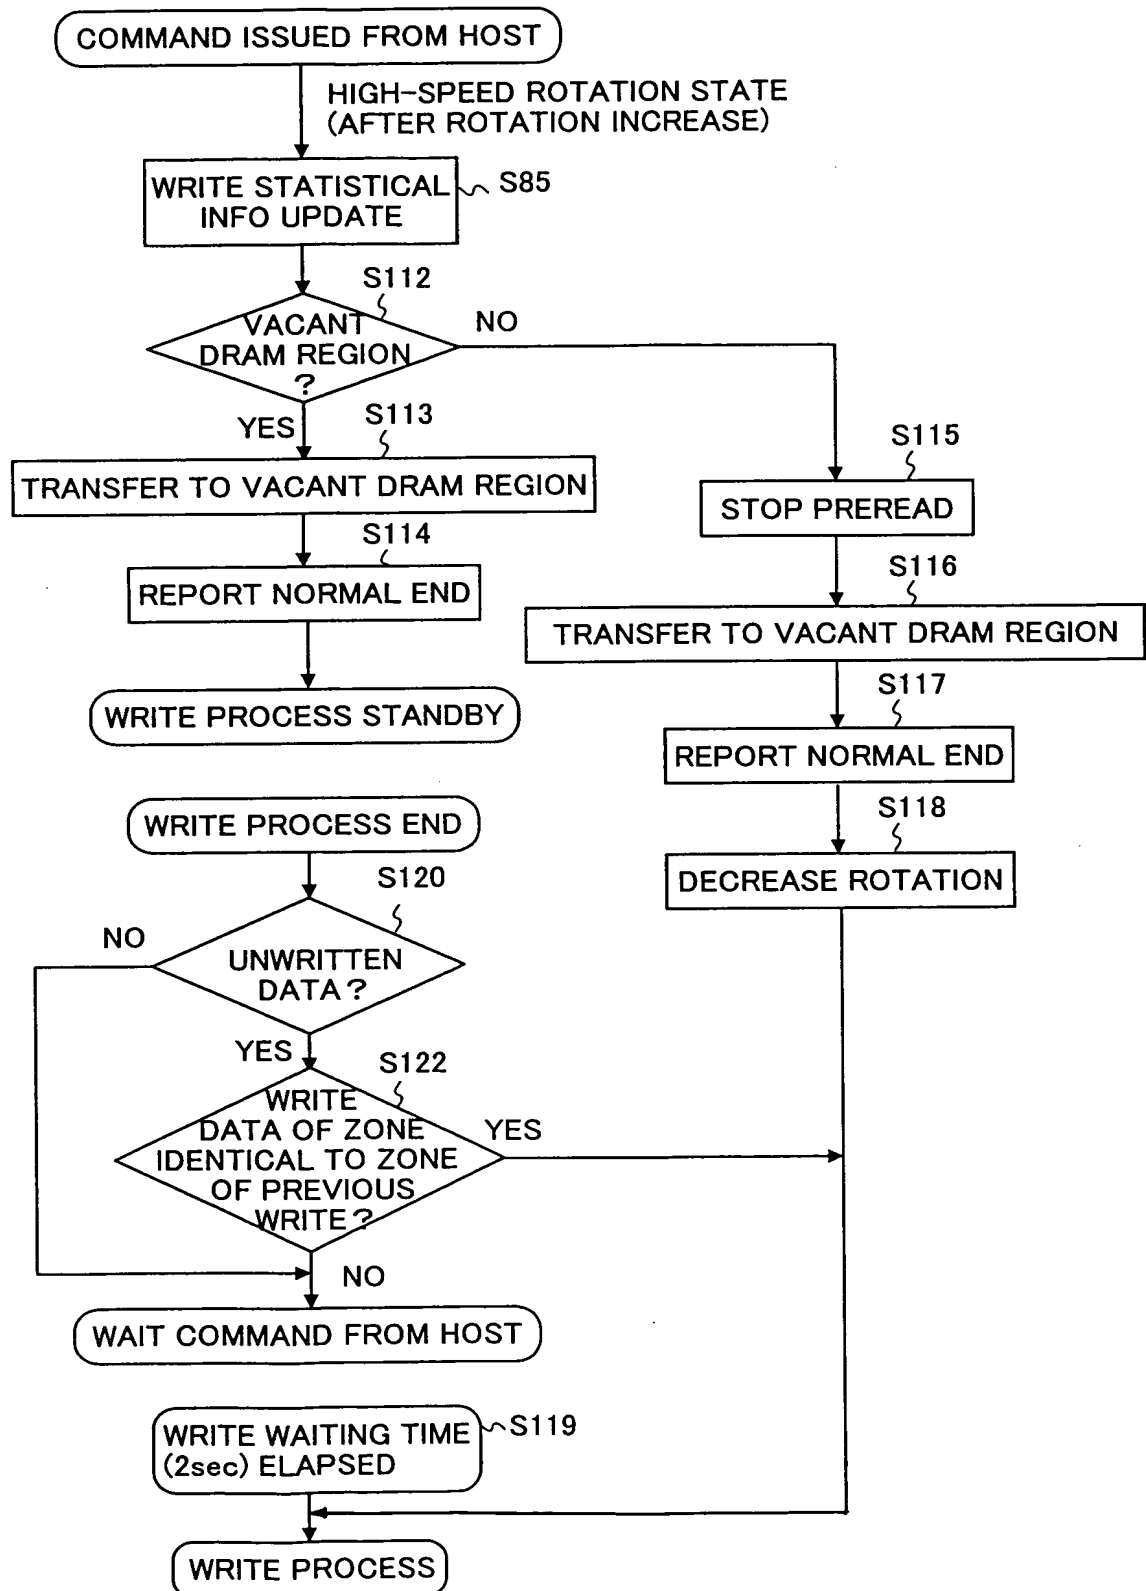 COMMAND ISSUED FROM HOST
HIGH-SPEED ROTATION STATE
(AFTER ROTATION INCREASE)
WRITE STATISTICAL
INFO UPDATE
S85
S112
VACANT
DRAM REGION
?
NO
YES
S113
TRANSFER TO VACANT DRAM REGION
S114
REPORT NORMAL END
WRITE PROCESS STANDBY
S115
STOP PREREAD
S116
TRANSFER TO VACANT DRAM REGION
S117
REPORT NORMAL END
S118
DECREASE ROTATION
WRITE PROCESS END
S120
NO
UNWRITTEN
DATA?
YES
S122
WRITE
DATA OF ZONE
IDENTICAL TO ZONE
OF PREVIOUS
WRITE?
YES
NO
WAIT COMMAND FROM HOST
WRITE WAITING TIME
(2sec) ELAPSED
S119
WRITE PROCESS